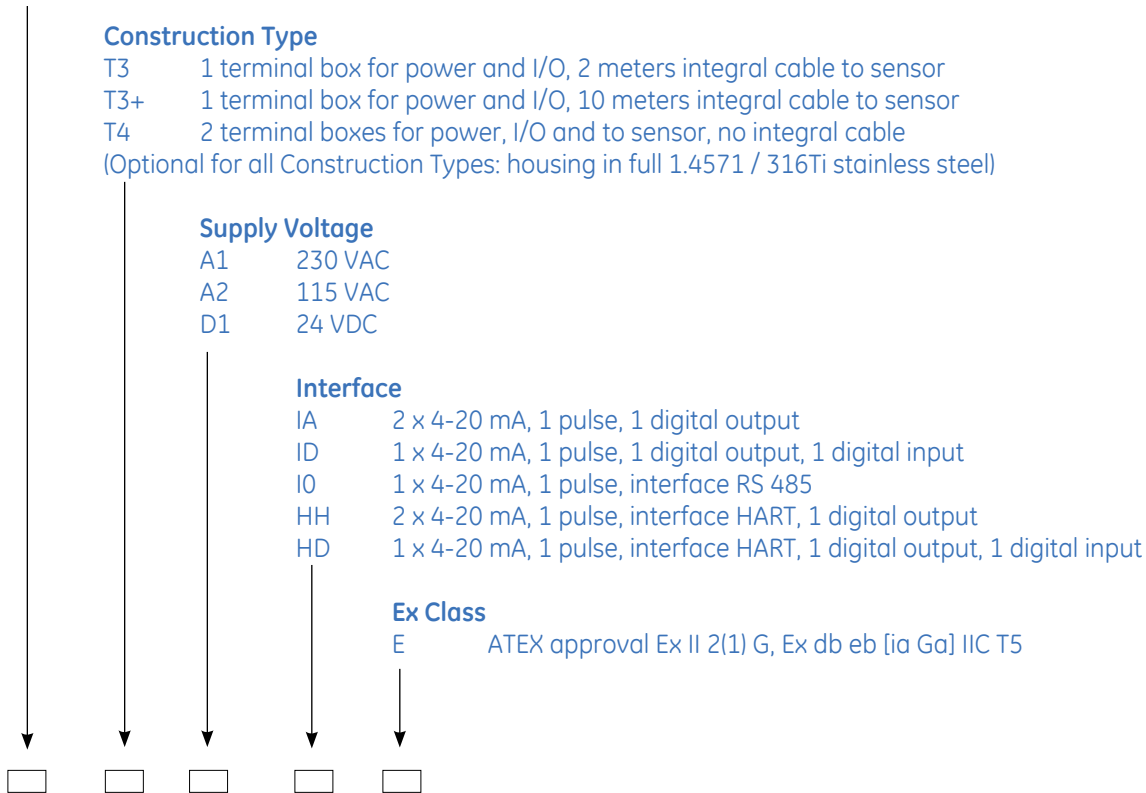 Construction Type
T3 1 terminal box for power and I/O, 2 meters integral cable to sensor
T3+ 1 terminal box for power and I/O, 10 meters integral cable to sensor
T4 2 terminal boxes for power, I/O and to sensor, no integral cable
(Optional for all Construction Types: housing in full 1.4571 / 316Ti stainless steel)
Supply Voltage
A1 230 VAC
A2 115 VAC
D1 24 VDC
Interface
IA 2 x 4-20 mA, 1 pulse, 1 digital output
ID 1 x 4-20 mA, 1 pulse, 1 digital output, 1 digital input
I0 1 x 4-20 mA, 1 pulse, interface RS 485
HH 2 x 4-20 mA, 1 pulse, interface HART, 1 digital output
HD 1 x 4-20 mA, 1 pulse, interface HART, 1 digital output, 1 digital input
Ex Class
E ATEX approval Ex II 2(1) G, Ex db eb [ia Ga] IIC T5